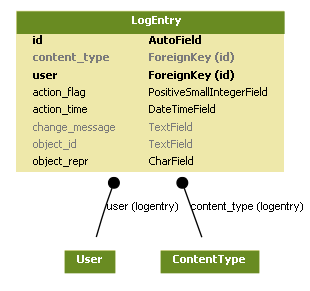 LogEntry
id AutoField
content_type ForeignKey (id)
user ForeignKey (id)
action_flag PositiveSmallIntegerField
action_time DateTimeField
change_message TextField
object_id TextField
object_repr CharField
user (logentry) content_type (logentry)
User ContentType